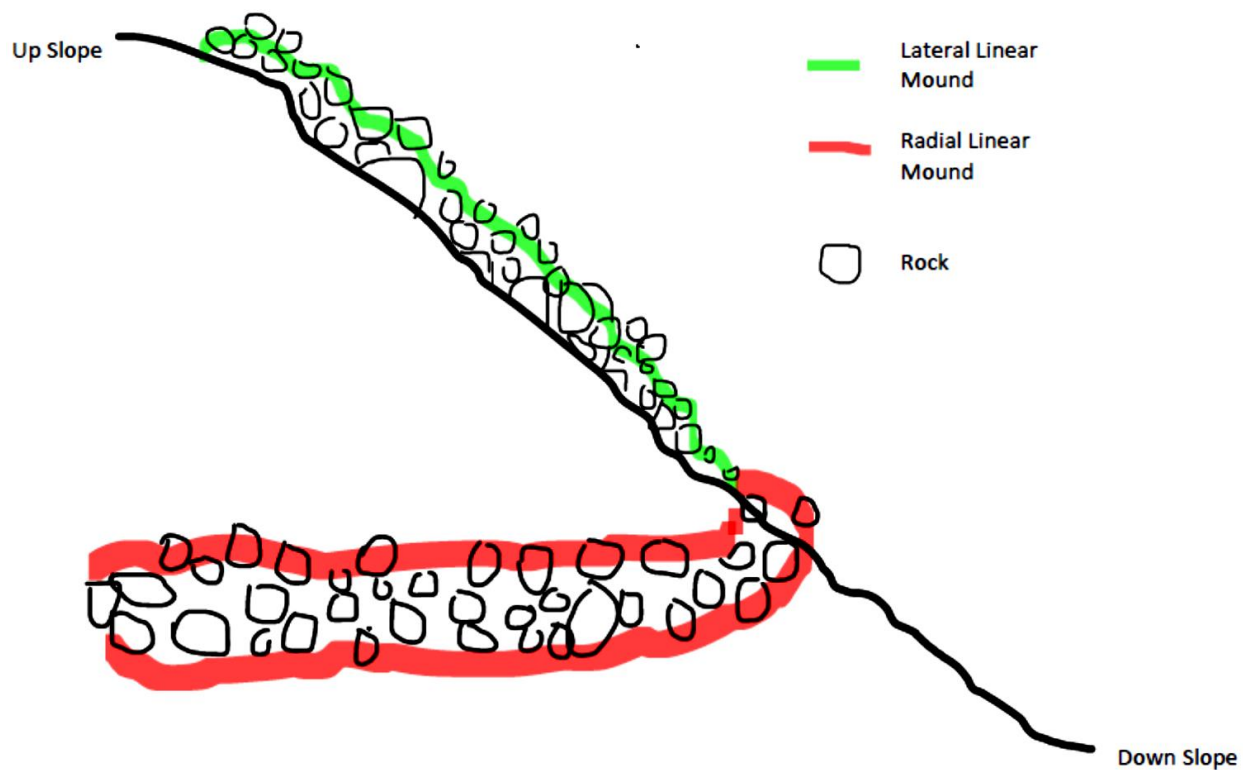 Up Slope
Lateral Linear
Mound
Radial Linear
Mound
Rock
Down Slope